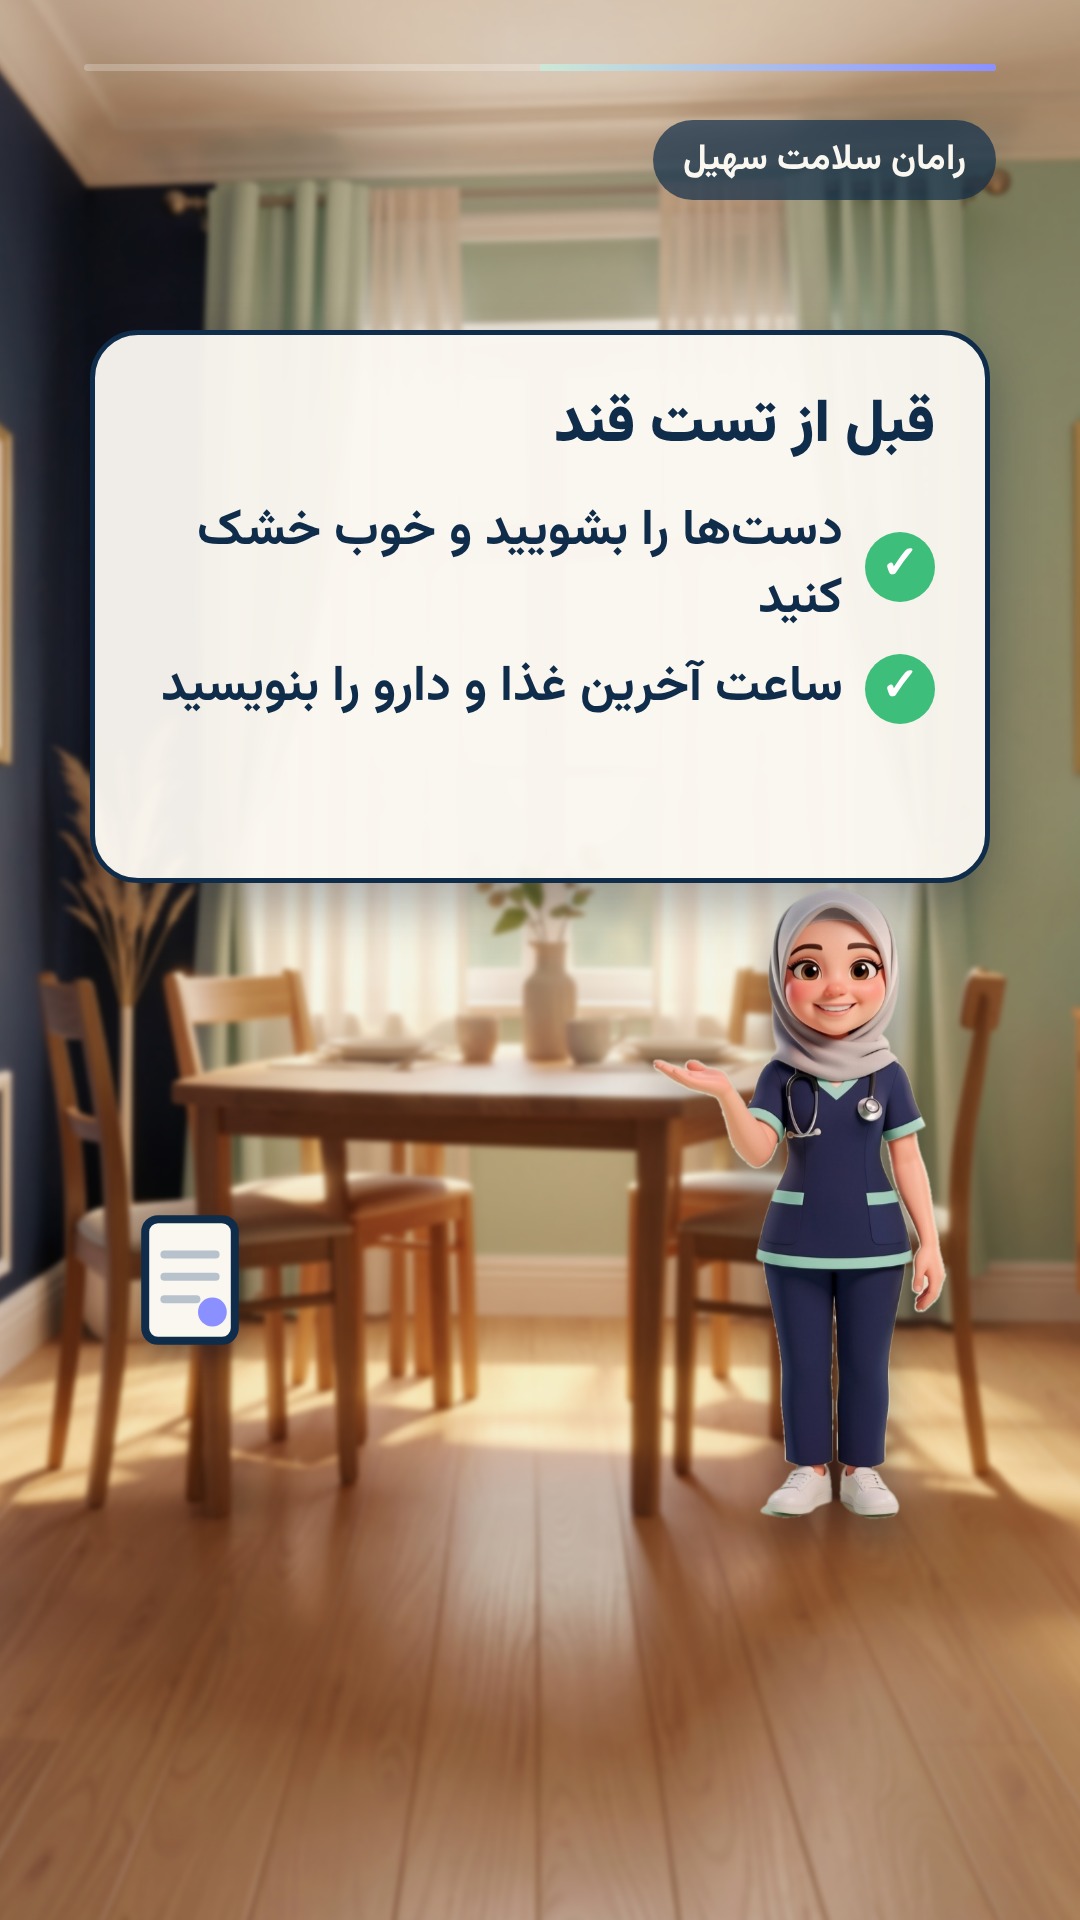 رامان سلامت سهیل
قبل از تست قند
✓ دست‌ها را بشویید و خوب خشک
کنید
✓ ساعت آخرین غذا و دارو را بنویسید